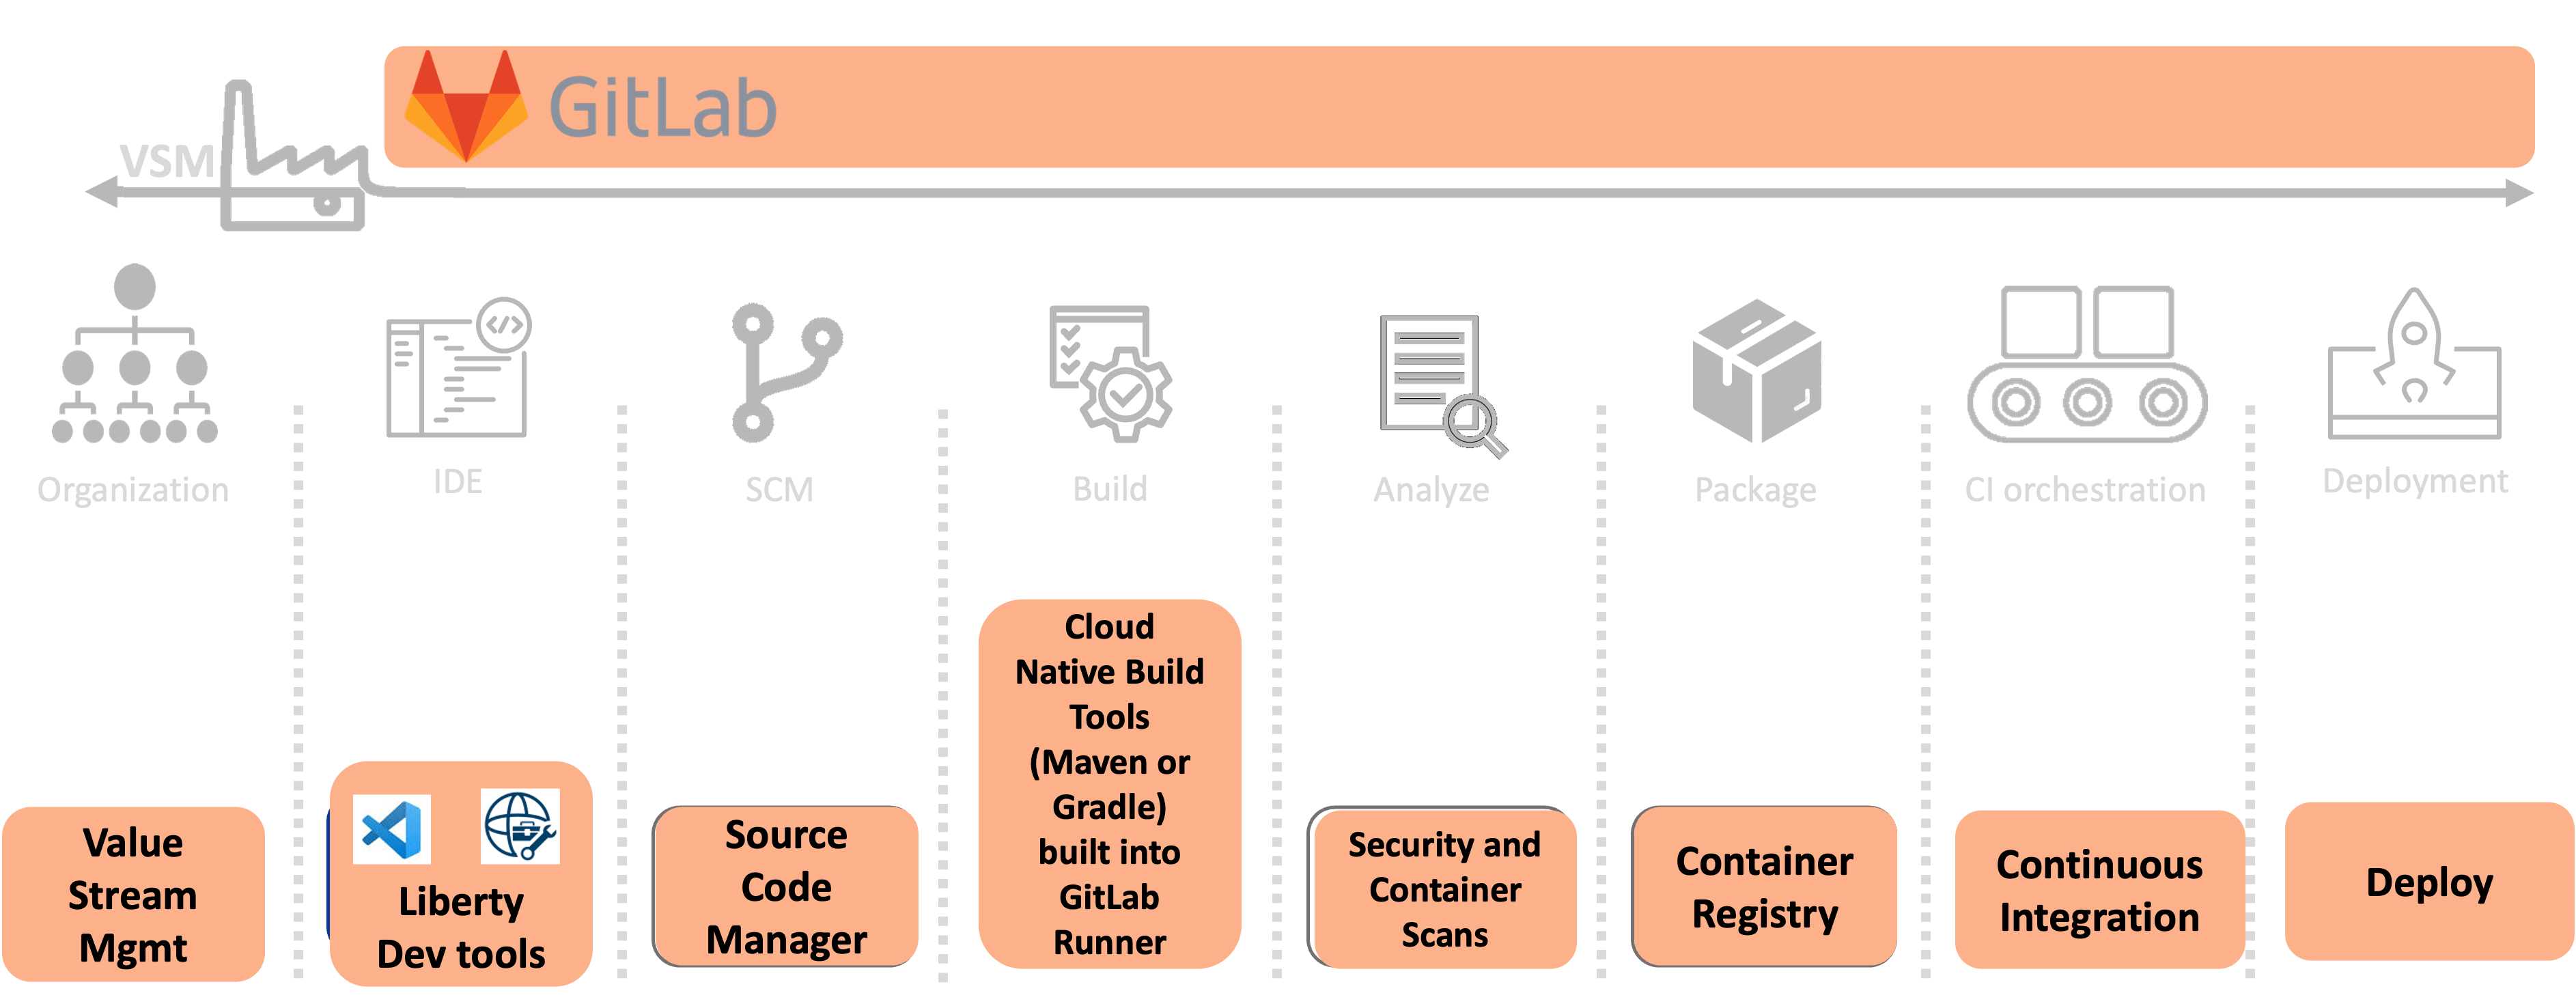 GitLab
VSM
Organization
IDE
SCM
Build
Analyze
Package
CI orchestration
Deployment
Value
Stream
Mgmt
Liberty
Dev tools
Source
Code
Manager
Cloud
Native Build
Tools
(Maven or
Gradle)
built into
GitLab
Runner
Security and
Container
Scans
Container
Registry
Continuous
Integration
Deploy